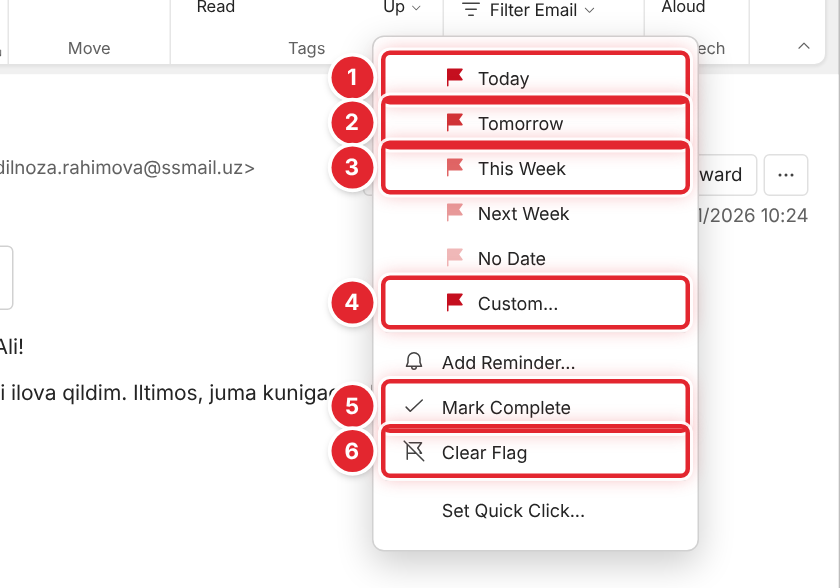 Read
Up
Filter Email
Aloud
Move
Tags
1 Today
2 Tomorrow
dilnoza.rahimova@ssmail.uz>
3 This Week
···
Next Week
/2026 10:24
No Date
4 Custom...
Ali!
Add Reminder...
i ilova qildim. Iltimos, juma kuniga
5 Mark Complete
6 Clear Flag
Set Quick Click...